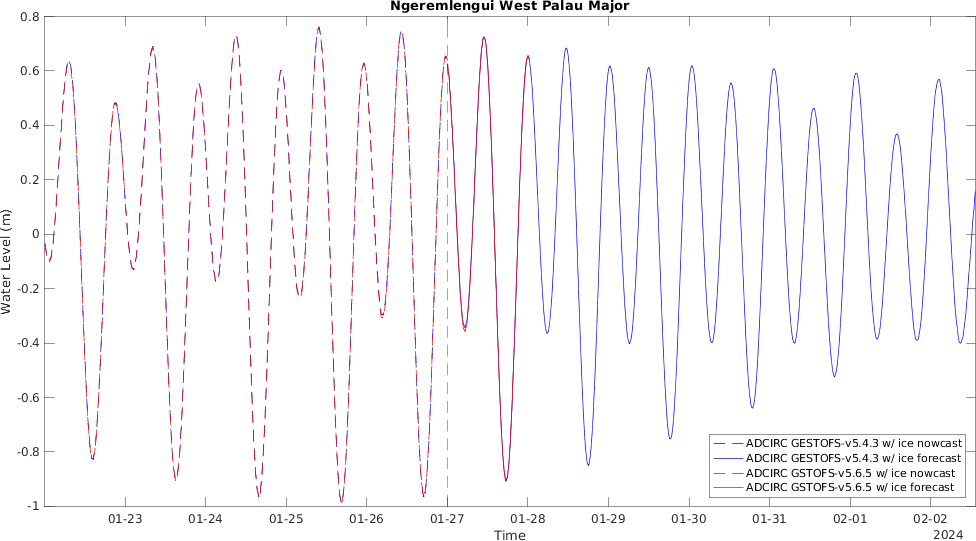 Ngeremlengui West Palau Major
Water Level (m)
0.8
0.6
0.4
0.2
0
-0.2
-0.4
-0.6
-0.8
-1
ADCIRC GESTOFS-v5.4.3 w/ ice nowcast
ADCIRC GESTOFS-v5.4.3 w/ ice forecast
ADCIRC GSTOFS-v5.6.5 w/ ice nowcast
ADCIRC GESTOFS-v5.6.5 w/ ice forecast
01-23 01-24 01-25 01-26 01-27 01-28 01-29 01-30 01-31 02-01 02-02
Time
2024